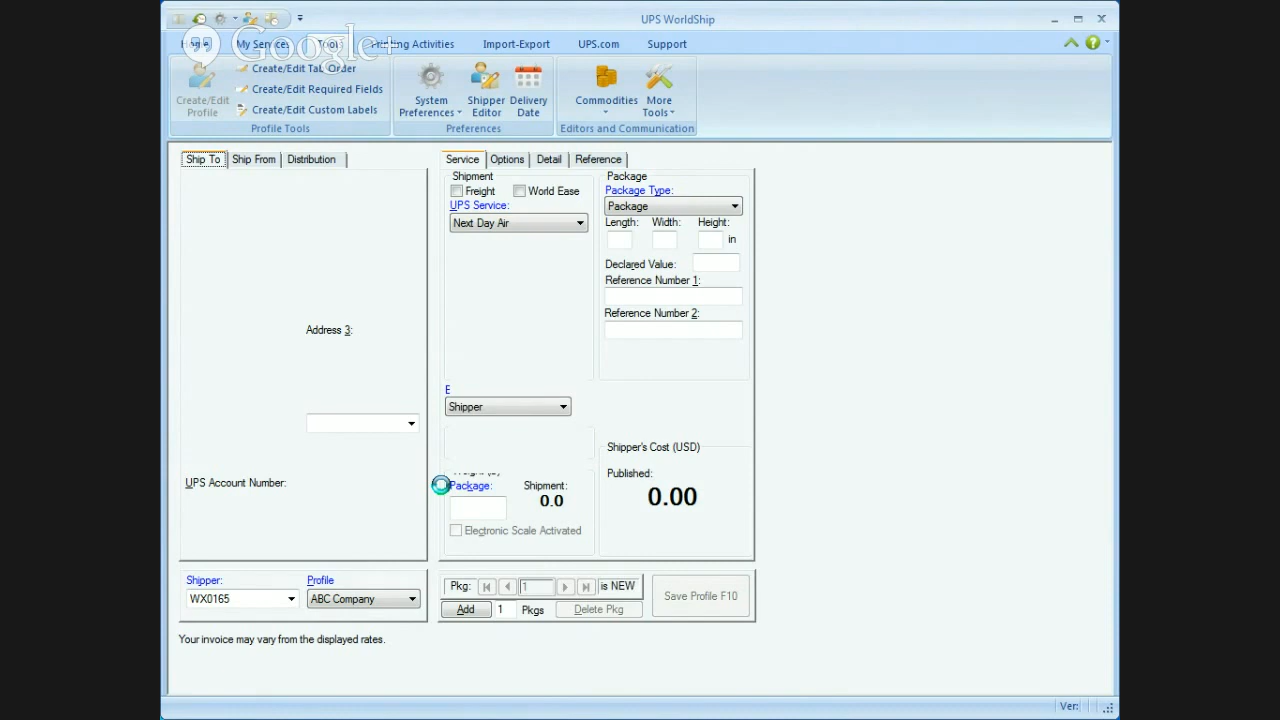 UPS WorldShip
Home My Services Tools Printing Activities Import-Export UPS.com Support
Google+
Create/Edit Profile
Create/Edit Tab Order
Create/Edit Required Fields
Create/Edit Custom Labels
System Preferences
Shipper Editor
Delivery Date
Commodities
More Tools
Profile Tools Preferences Editors and Communication
Ship To Ship From Distribution
Address 3:
UPS Account Number:
Service Options Detail Reference
Shipment
Freight World Ease
UPS Service:
Next Day Air
Package
Package Type:
Package
Length: Width: Height:
in
Declared Value:
Reference Number 1:
Reference Number 2:
Shipper
Package: Shipment:
0.0
Electronic Scale Activated
Shipper's Cost (USD)
Published:
0.00
Shipper: Profile
WX0165 ABC Company
Pkg: 1 is NEW
Add 1 Pkgs Delete Pkg
Save Profile F10
Your invoice may vary from the displayed rates.
Ver: